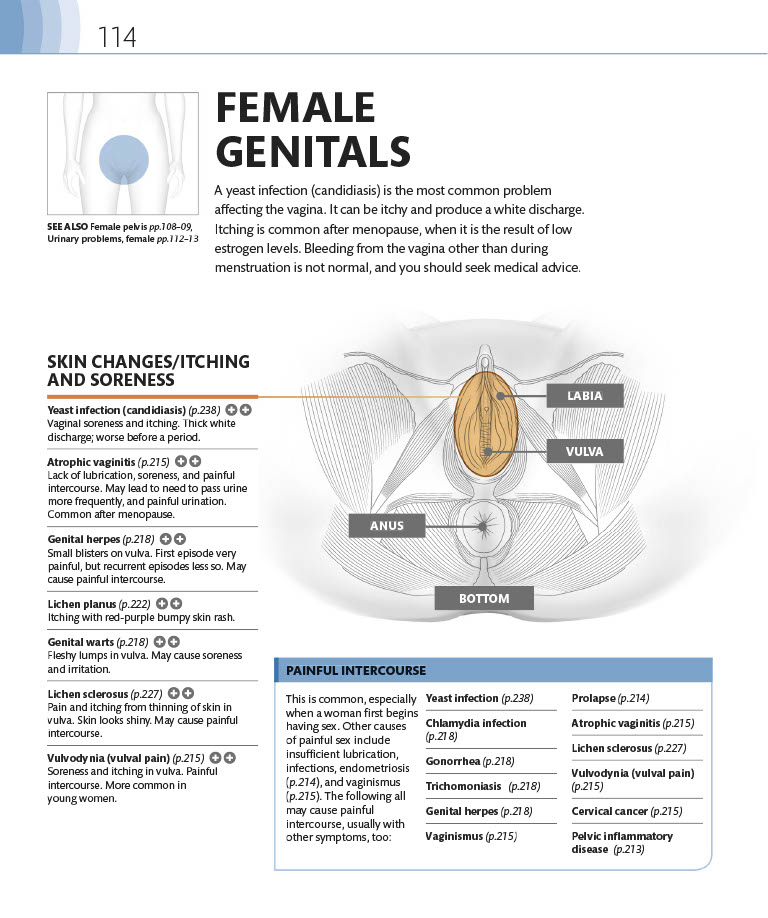 114
FEMALE
GENITALS
A yeast infection (candidiasis) is the most common problem
affecting the vagina. It can be itchy and produce a white discharge.
Itching is common after menopause, when it is the result of low
estrogen levels. Bleeding from the vagina other than during
menstruation is not normal, and you should seek medical advice.
SEE ALSO Female pelvis pp.108–09,
Urinary problems, female pp.112–13
SKIN CHANGES/ITCHING
AND SORENESS
Yeast infection (candidiasis) (p.238)
Vaginal soreness and itching. Thick white
discharge; worse before a period.
Atrophic vaginitis (p.215)
Lack of lubrication, soreness, and painful
intercourse. May lead to need to pass urine
more frequently, and painful urination.
Common after menopause.
Genital herpes (p.218)
Small blisters on vulva. First episode very
painful, but recurrent episodes less so. May
cause painful intercourse.
Lichen planus (p.222)
Itching with red-purple bumpy skin rash.
Genital warts (p.218)
Fleshy lumps in vulva. May cause soreness
and irritation.
Lichen sclerosus (p.227)
Pain and itching from thinning of skin in
vulva. Skin looks shiny. May cause painful
intercourse.
Vulvodynia (vulval pain) (p.215)
Soreness and itching in vulva. Painful
intercourse. More common in
young women.
LABIA
VULVA
ANUS
BOTTOM
PAINFUL INTERCOURSE
This is common, especially
when a woman first begins
having sex. Other causes
of painful sex include
insufficient lubrication,
infections, endometriosis
(p.214), and vaginismus
(p.215). The following all
may cause painful
intercourse, usually with
other symptoms, too:
Yeast infection (p.238)
Chlamydia infection
(p.218)
Gonorrhea (p.218)
Trichomoniasis (p.218)
Genital herpes (p.218)
Vaginismus (p.215)
Prolapse (p.214)
Atrophic vaginitis (p.215)
Lichen sclerosus (p.227)
Vulvodynia (vulval pain)
(p.215)
Cervical cancer (p.215)
Pelvic inflammatory
disease (p.213)